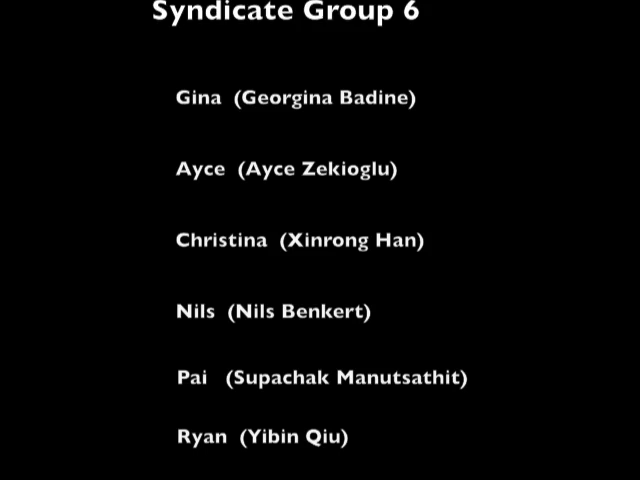 Syndicate Group 6
Gina (Georgina Badine)
Ayce (Ayce Zekioglu)
Christina (Xinrong Han)
Nils (Nils Benkert)
Pai (Supachak Manutsathit)
Ryan (Yibin Qiu)